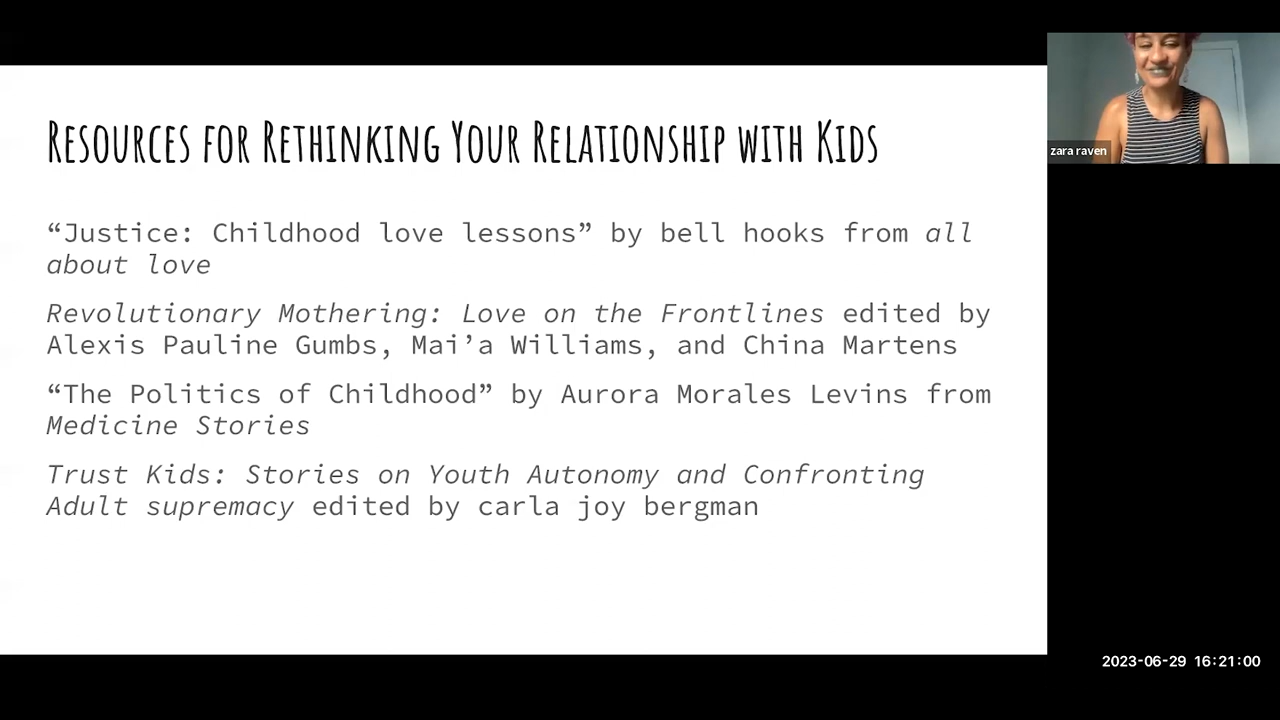 Resources for Rethinking Your Relationship with Kids
“Justice: Childhood love lessons” by bell hooks from all
about love
Revolutionary Mothering: Love on the Frontlines edited by
Alexis Pauline Gumbs, Mai’a Williams, and China Martens
“The Politics of Childhood” by Aurora Morales Levins from
Medicine Stories
Trust Kids: Stories on Youth Autonomy and Confronting
Adult supremacy edited by carla joy bergman
zara raven
2023-06-29 16:21:00